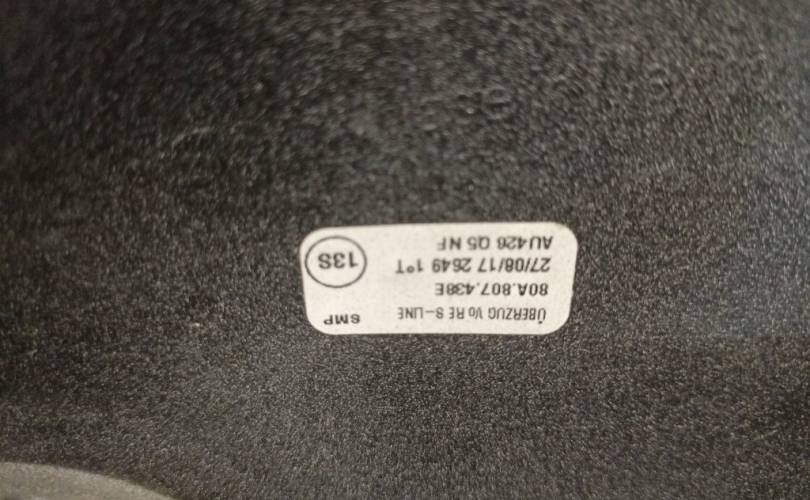 ÜBERZUG Vo RE S-LINE SMP
80A.807.438E
27/08/17 2649 1°T 13S
AU426 Q5 NF